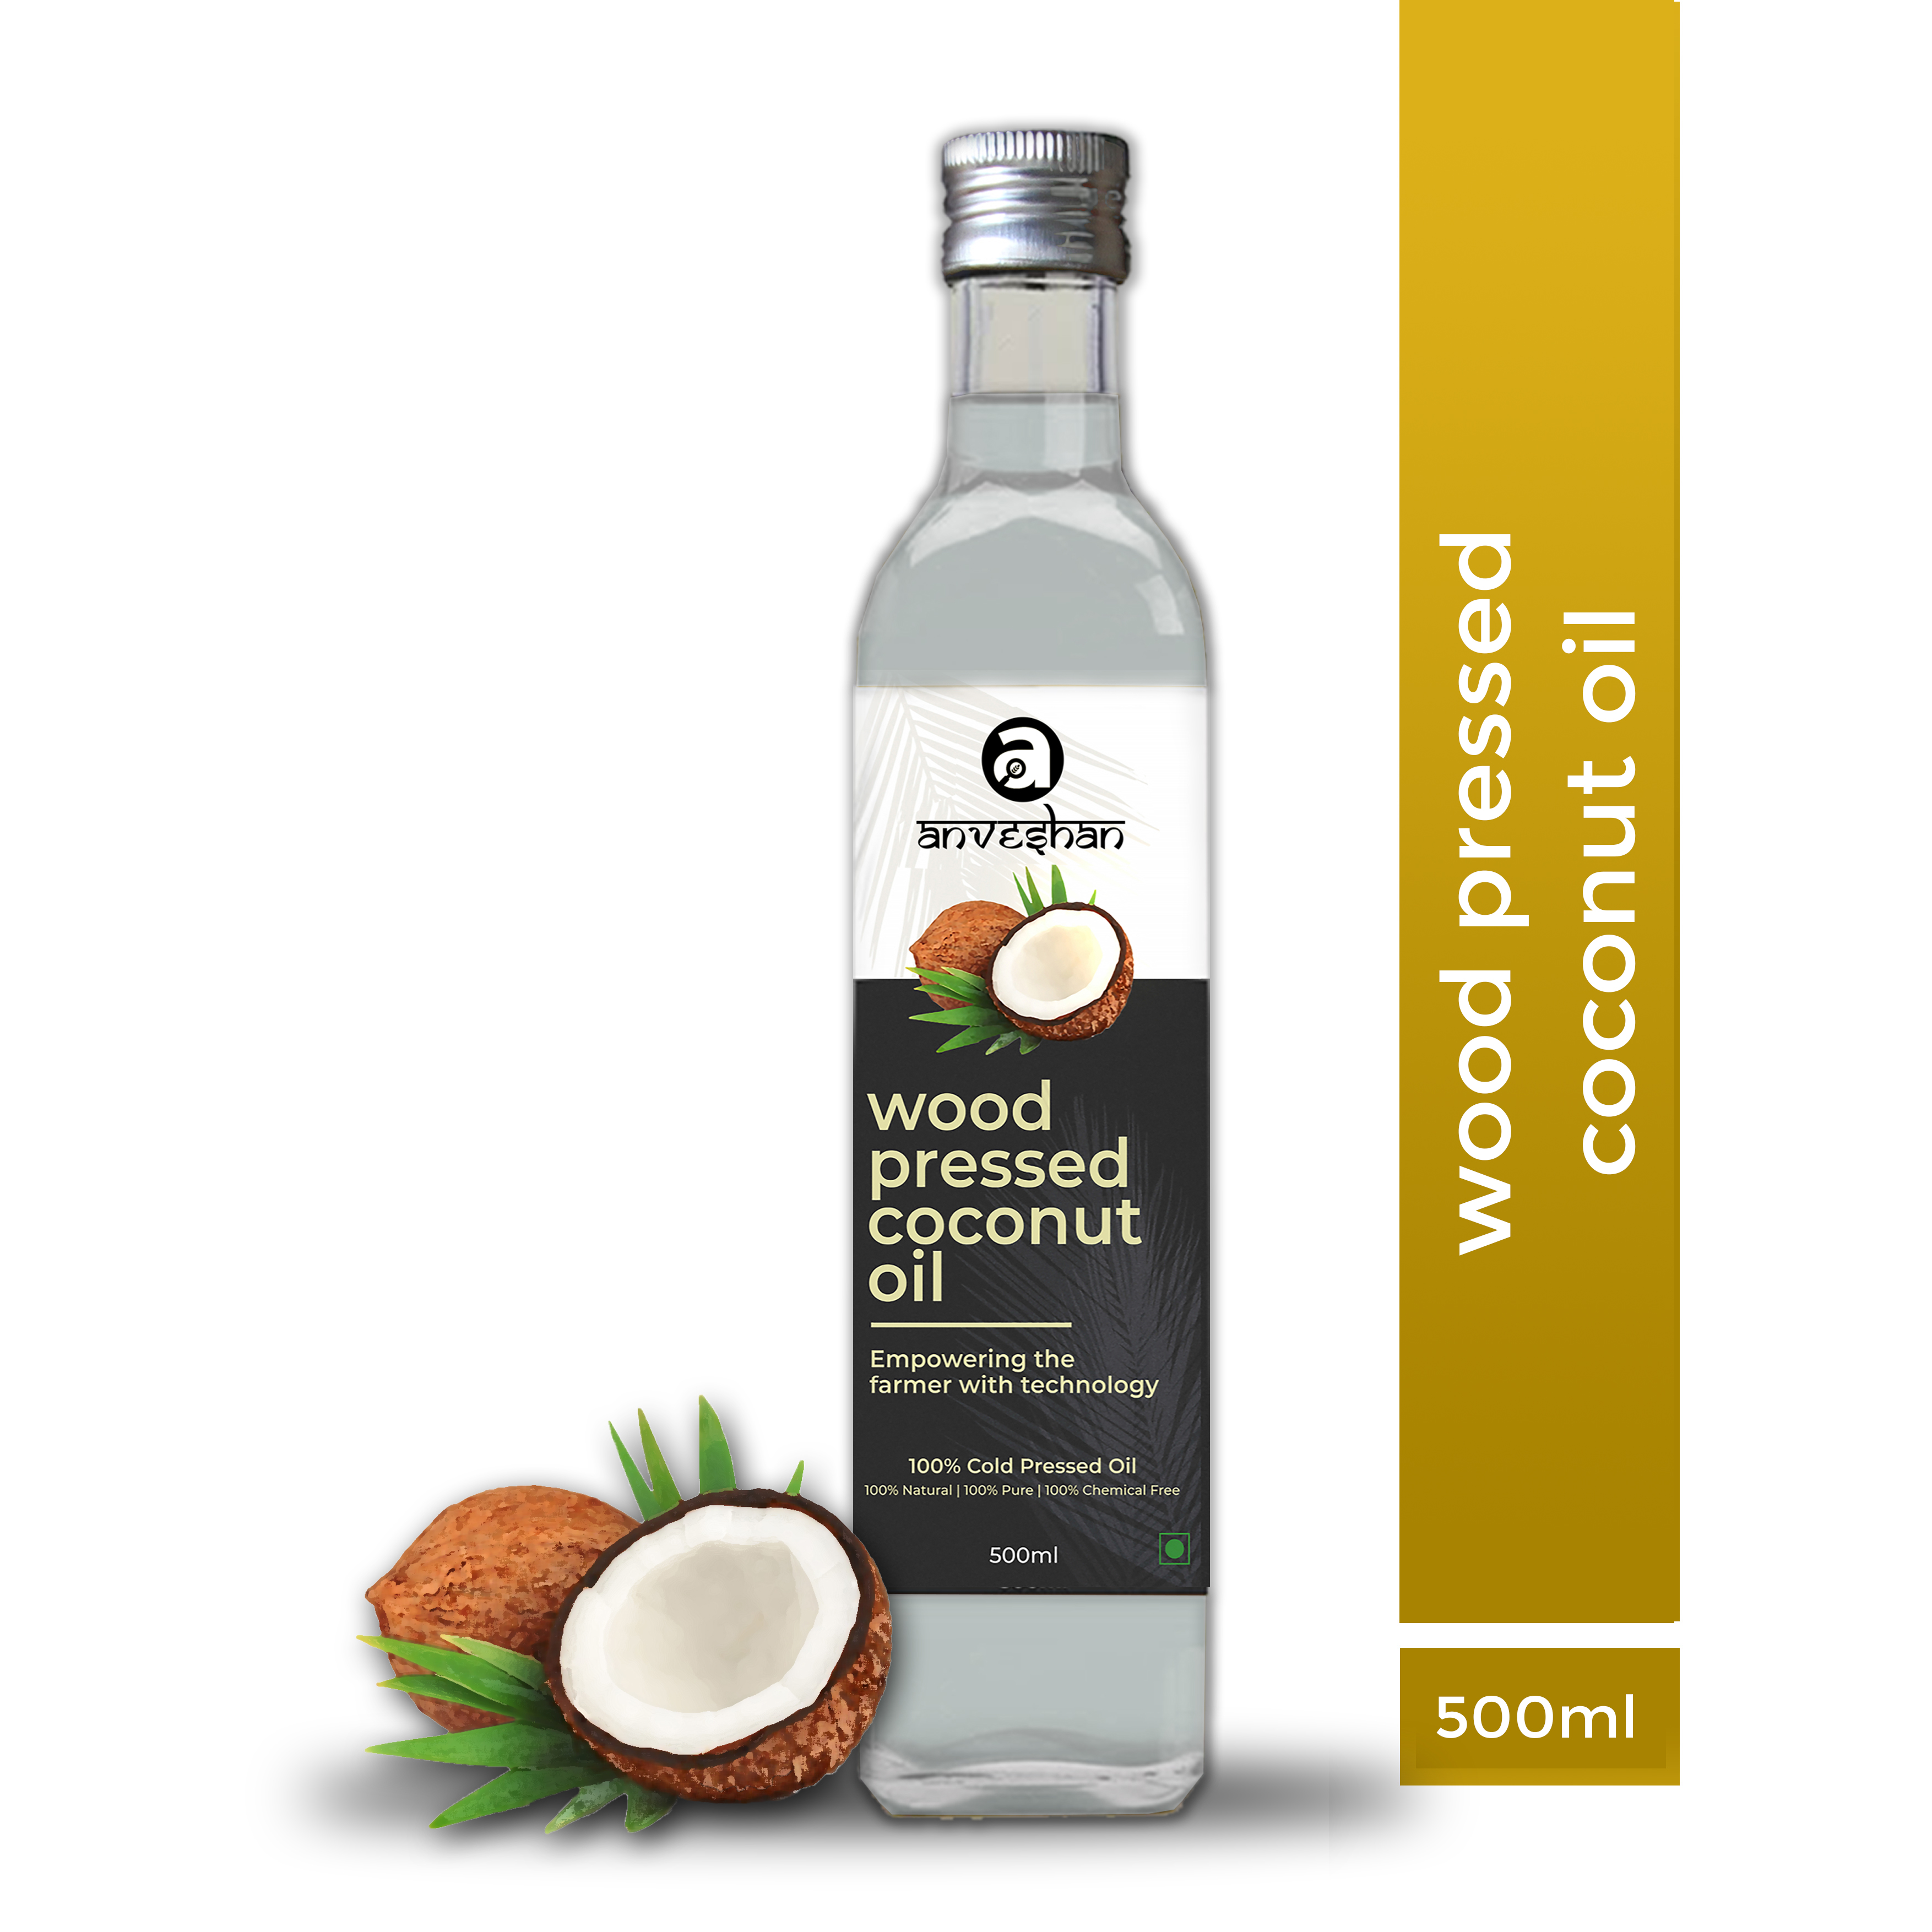 a
anveshan
wood
pressed
coconut
oil
Empowering the
farmer with technology
100% Cold Pressed Oil
100% Natural | 100% Pure | 100% Chemical Free
500ml
wood pressed
coconut oil
500ml